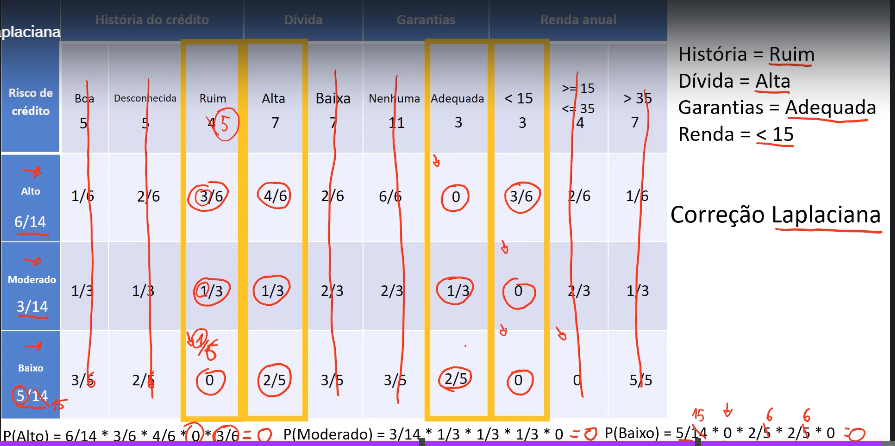 História do crédito Dívida Garantias Renda anual
aplaciana
Risco de crédito Boa Desconhecida Ruim Alta Baixa Nenhuma Adequada < 15 >= 15 <= 35 > 35
5 5 4 5 7 7 11 3 3 4 7
Alto 6/14 1/6 2/6 3/6 4/6 2/6 6/6 0 3/6 2/6 1/6
Moderado 3/14 1/3 1/3 1/3 1/3 2/3 2/3 1/3 0 2/3 1/3
1/6
Baixo 5/14 15 3/5 6 2/5 6 0 2/5 3/5 3/5 2/5 0 0 5/5
História = Ruim
Dívida = Alta
Garantias = Adequada
Renda = < 15
Correção Laplaciana
15 6 6
P(Alto) = 6/14 * 3/6 * 4/6 * 0 * 3/6 = 0 P(Moderado) = 3/14 * 1/3 * 1/3 * 1/3 * 0 = 0 P(Baixo) = 5/14 * 0 * 2/5 * 2/5 * 0 = 0